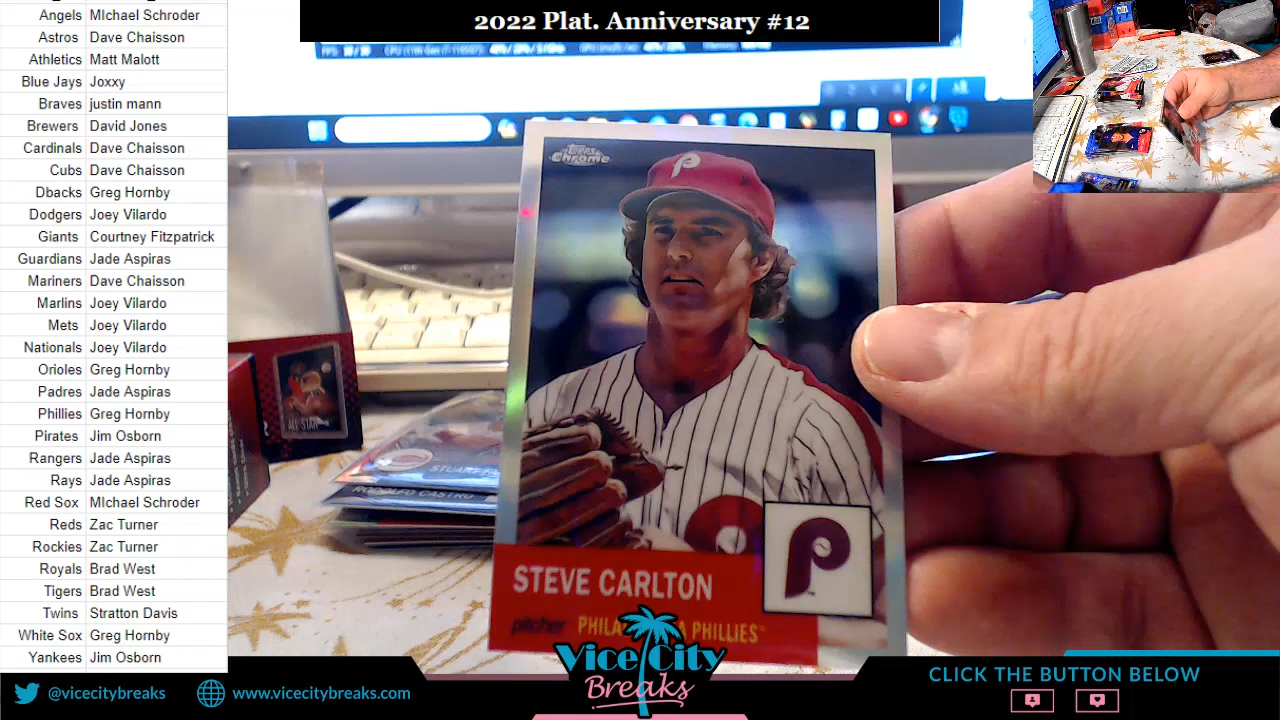 2022 Plat. Anniversary #12
Angels MIchael Schroder
Astros Dave Chaisson
Athletics Matt Malott
Blue Jays Joxxy
Braves justin mann
Brewers David Jones
Cardinals Dave Chaisson
Cubs Dave Chaisson
Dbacks Greg Hornby
Dodgers Joey Vilardo
Giants Courtney Fitzpatrick
Guardians Jade Aspiras
Mariners Dave Chaisson
Marlins Joey Vilardo
Mets Joey Vilardo
Nationals Joey Vilardo
Orioles Greg Hornby
Padres Jade Aspiras
Phillies Greg Hornby
Pirates Jim Osborn
Rangers Jade Aspiras
Rays Jade Aspiras
Red Sox MIchael Schroder
Reds Zac Turner
Rockies Zac Turner
Royals Brad West
Tigers Brad West
Twins Stratton Davis
White Sox Greg Hornby
Yankees Jim Osborn
Topps
Chrome
P
ALL STAR
RODOLFO CASTRO
P
STEVE CARLTON
pitcher PHILA A PHILLIES™
Vice City
Breaks
@vicecitybreaks
www.vicecitybreaks.com
CLICK THE BUTTON BELOW